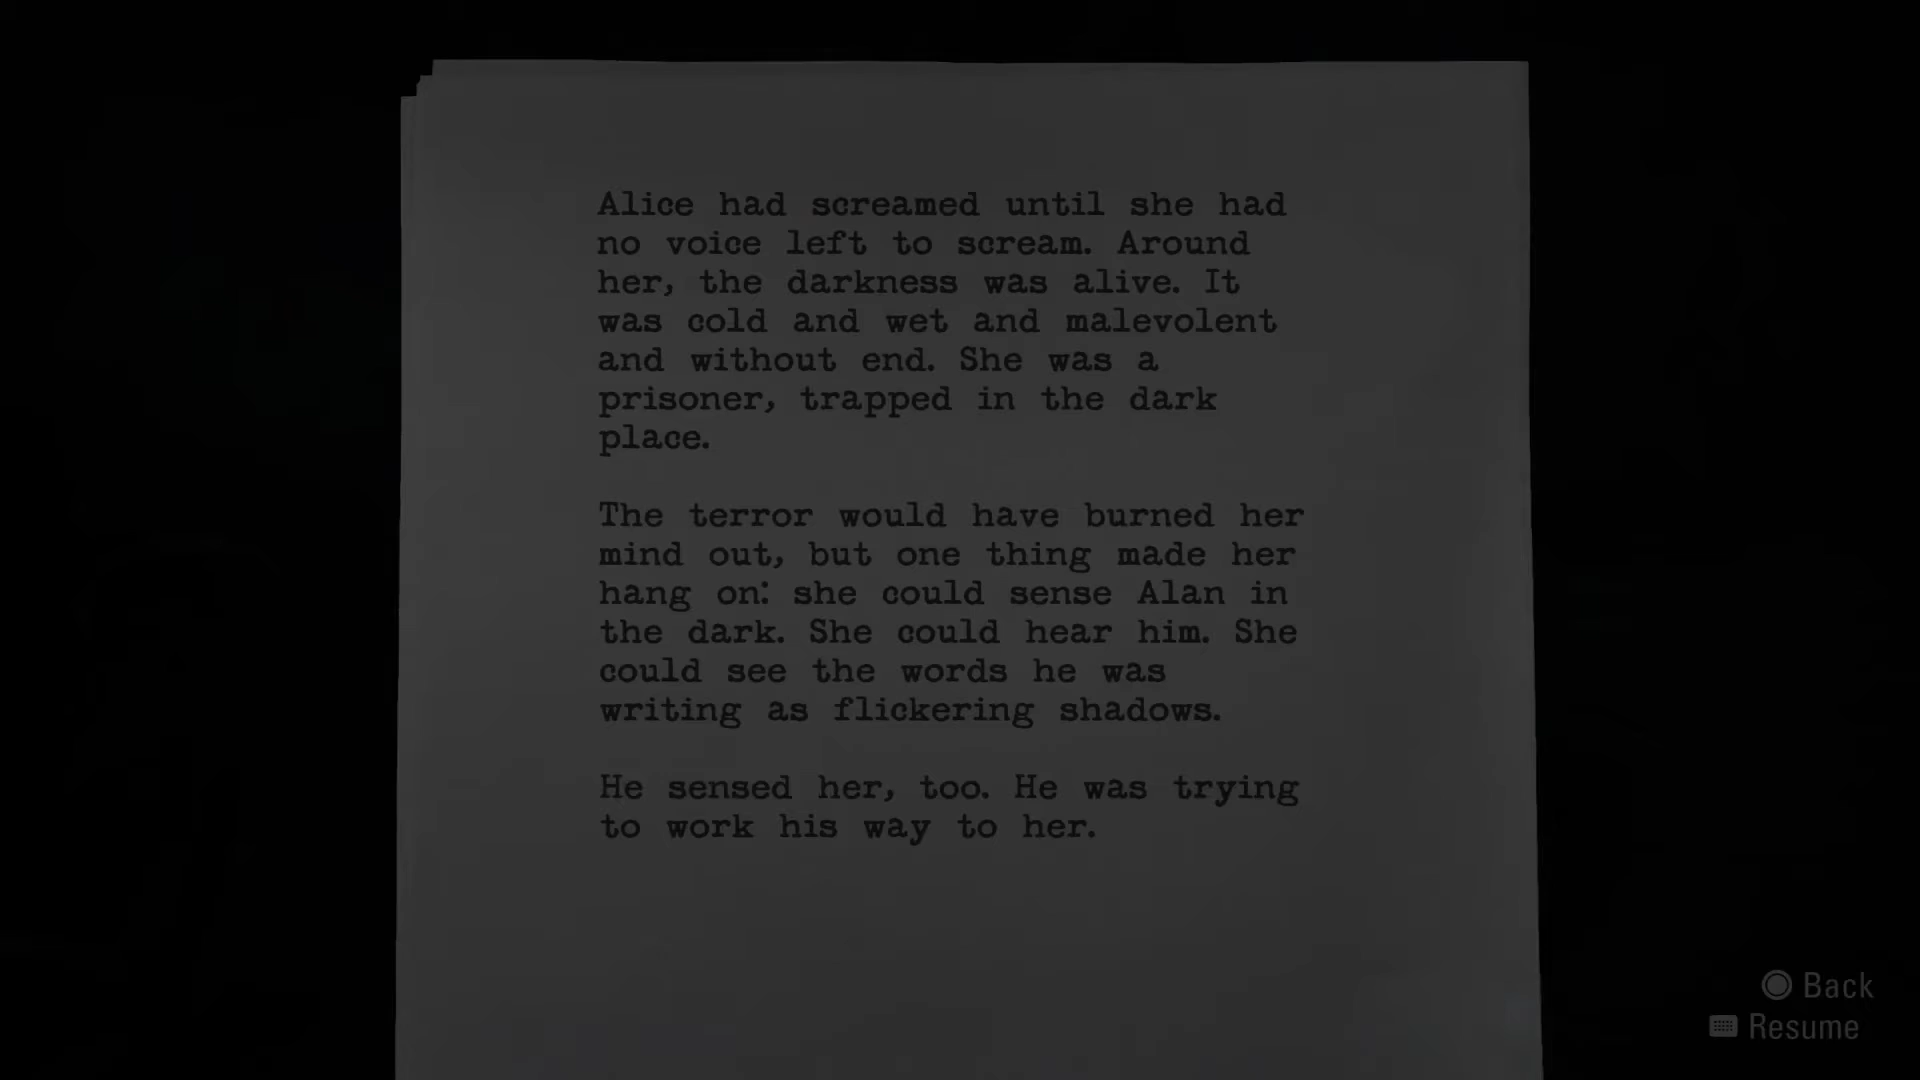 Alice had screamed until she had
no voice left to scream. Around
her, the darkness was alive. It
was cold and wet and malevolent
and without end. She was a
prisoner, trapped in the dark
place.
The terror would have burned her
mind out, but one thing made her
hang on: she could sense Alan in
the dark. She could hear him. She
could see the words he was
writing as flickering shadows.
He sensed her, too. He was trying
to work his way to her.
Back
Resume